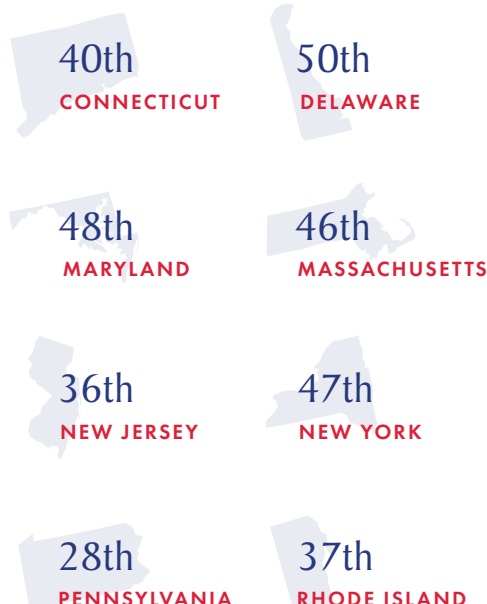 40th
CONNECTICUT
50th
DELAWARE
48th
MARYLAND
46th
MASSACHUSETTS
36th
NEW JERSEY
47th
NEW YORK
28th
PENNSYLVANIA
37th
RHODE ISLAND